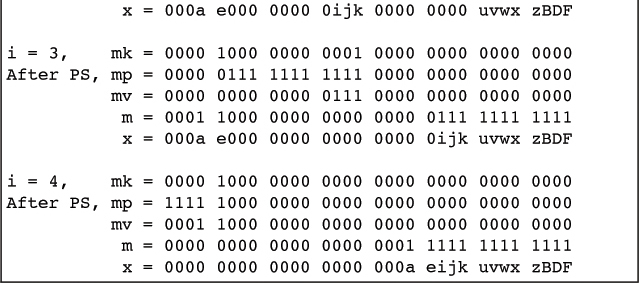 x = 000a e000 0000 0ijk 0000 0000 uvwx zBDF
i = 3, mk = 0000 1000 0000 0001 0000 0000 0000 0000
After PS, mp = 0000 0111 1111 1111 0000 0000 0000 0000
mv = 0000 0000 0000 0111 0000 0000 0000 0000
m = 0001 1000 0000 0000 0000 0111 1111 1111
x = 000a e000 0000 0000 0000 0ijk uvwx zBDF
i = 4, mk = 0000 1000 0000 0000 0000 0000 0000 0000
After PS, mp = 1111 1000 0000 0000 0000 0000 0000 0000
mv = 0001 1000 0000 0000 0000 0000 0000 0000
m = 0000 0000 0000 0000 0001 1111 1111 1111
x = 0000 0000 0000 0000 000a eijk uvwx zBDF